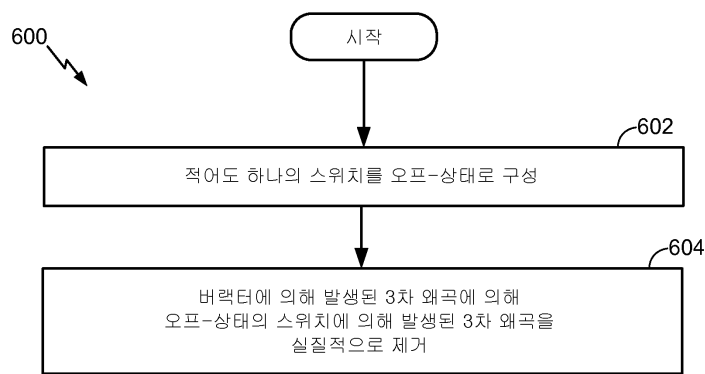 600
시작
602
적어도 하나의 스위치를 오프-상태로 구성
604
버랙터에 의해 발생된 3차 왜곡에 의해
오프-상태의 스위치에 의해 발생된 3차 왜곡을
실질적으로 제거